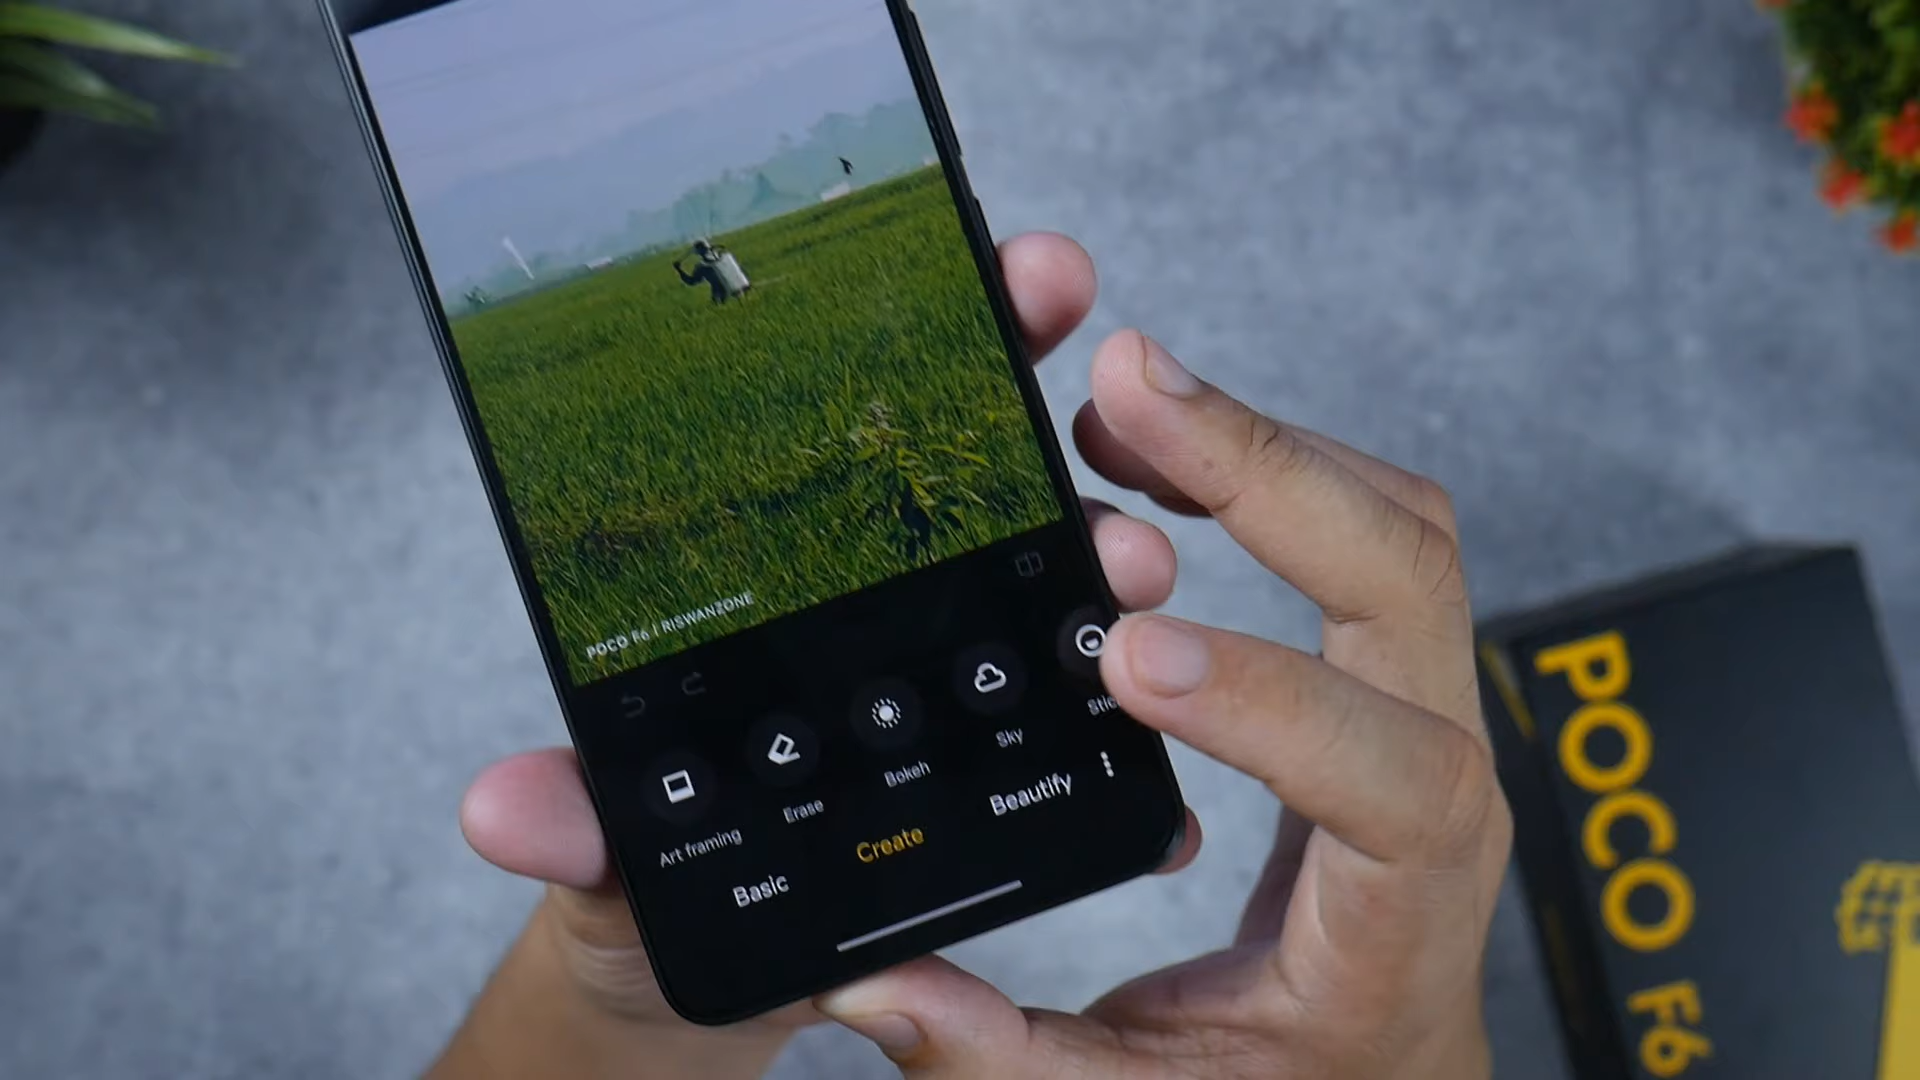 POCO F6 | RISWANZONE
Art framing
Erase
Bokeh
Sky
Basic
Create
Beautify
POCO F6